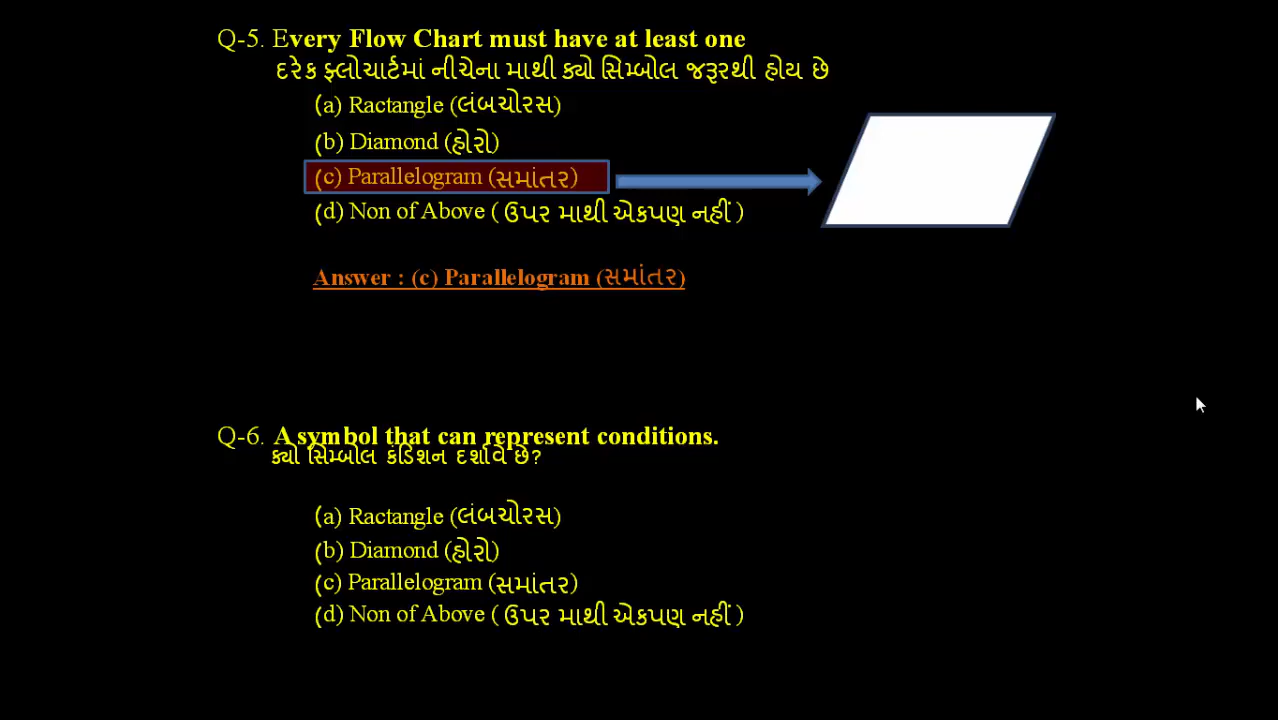 Q-5. Every Flow Chart must have at least one
દરેક ફ્લોચાર્ટમાં નીચેના માથી ક્યો સિમ્બોલ જરૂરથી હોય છે
(a) Ractangle (લંબચોરસ)
(b) Diamond (હોરો)
(c) Parallelogram (સમાંતર)
(d) Non of Above ( ઉપર માથી એકપણ નહીં )
Answer : (c) Parallelogram (સમાંતર)
Q-6. A symbol that can represent conditions.
ક્યો સિમ્બોલ કંડિશન દર્શાવે છે?
(a) Ractangle (લંબચોરસ)
(b) Diamond (હોરો)
(c) Parallelogram (સમાંતર)
(d) Non of Above ( ઉપર માથી એકપણ નહીં )